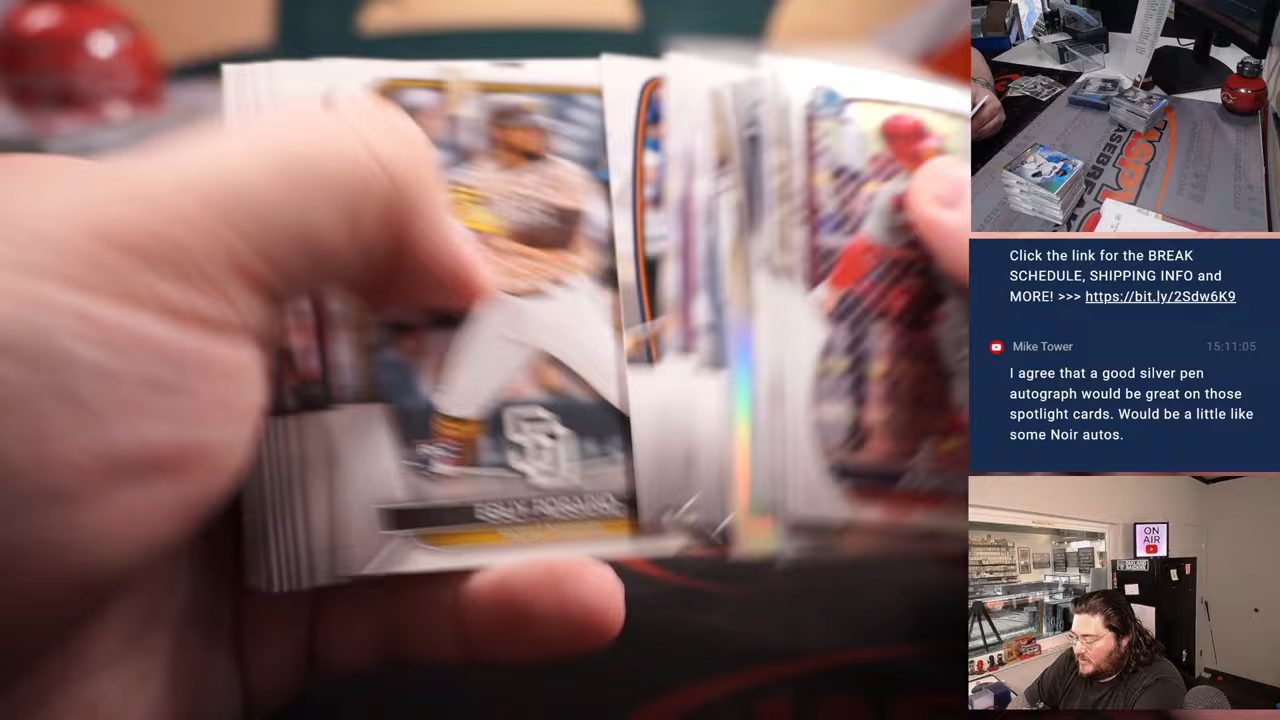 Click the link for the BREAK
SCHEDULE, SHIPPING INFO and
MORE! >>> https://bit.ly/2Sdw6K9
Mike Tower
15:11:05
I agree that a good silver pen
autograph would be great on those
spotlight cards. Would be a little like
some Noir autos.
ON
AIR
SD